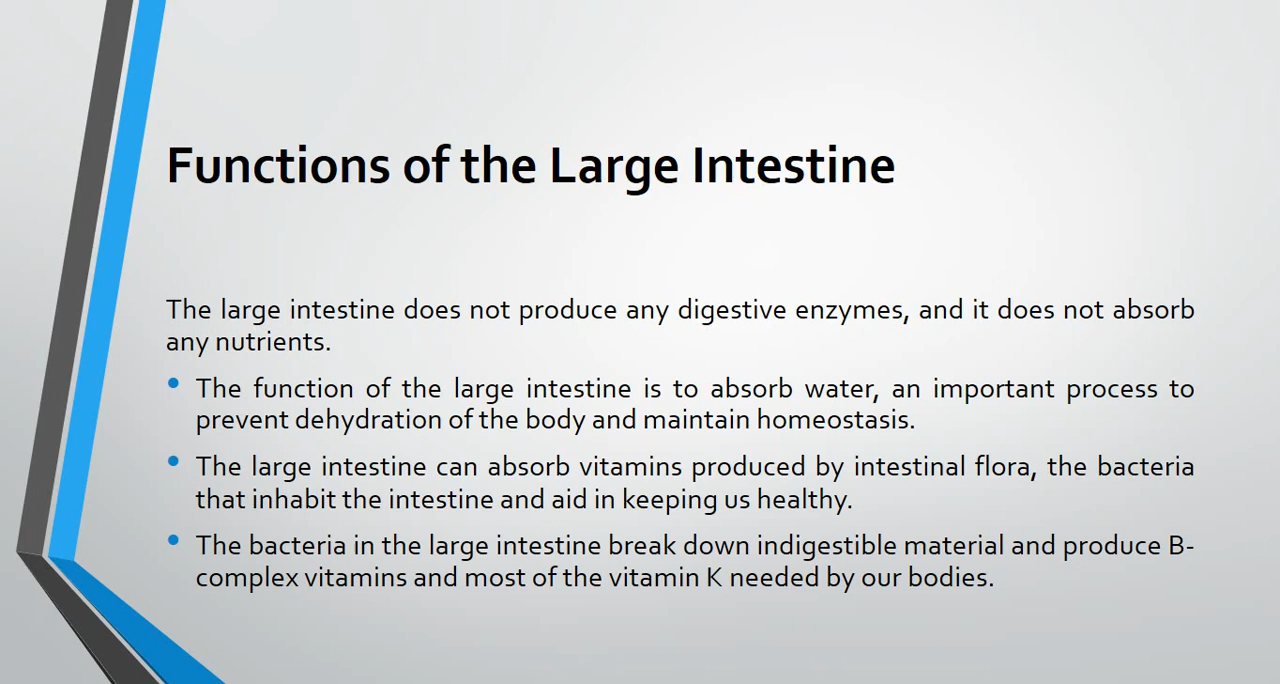 Functions of the Large Intestine
The large intestine does not produce any digestive enzymes, and it does not absorb
any nutrients.
• The function of the large intestine is to absorb water, an important process to
prevent dehydration of the body and maintain homeostasis.
• The large intestine can absorb vitamins produced by intestinal flora, the bacteria
that inhabit the intestine and aid in keeping us healthy.
• The bacteria in the large intestine break down indigestible material and produce B-
complex vitamins and most of the vitamin K needed by our bodies.